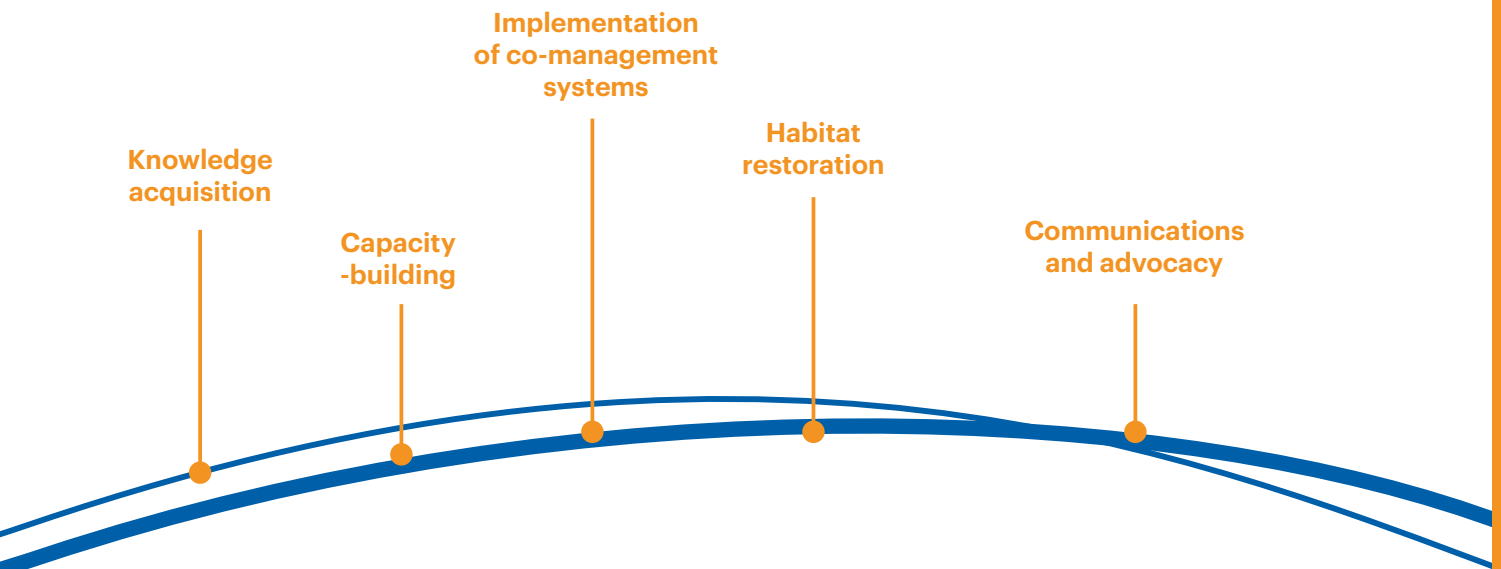 Knowledge
acquisition
Capacity
-building
Implementation
of co-management
systems
Habitat
restoration
Communications
and advocacy